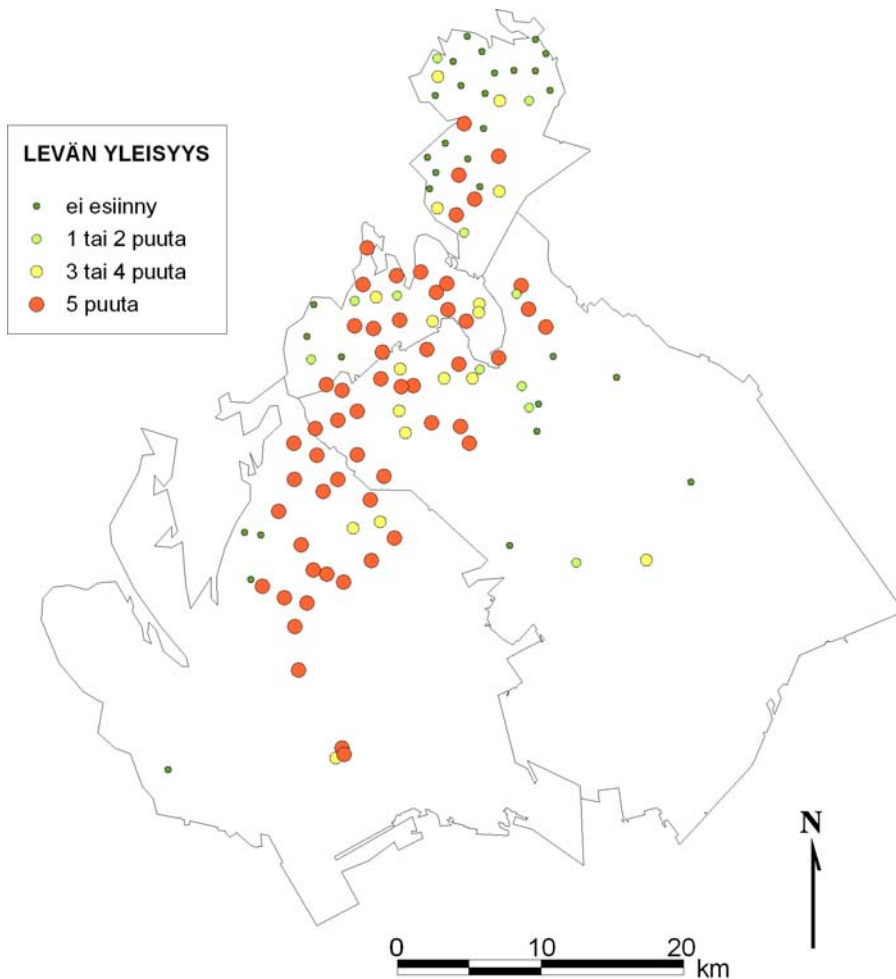 LEVÄN YLEISYYS
ei esiinny
1 tai 2 puuta
3 tai 4 puuta
5 puuta
N
0 10 20
km